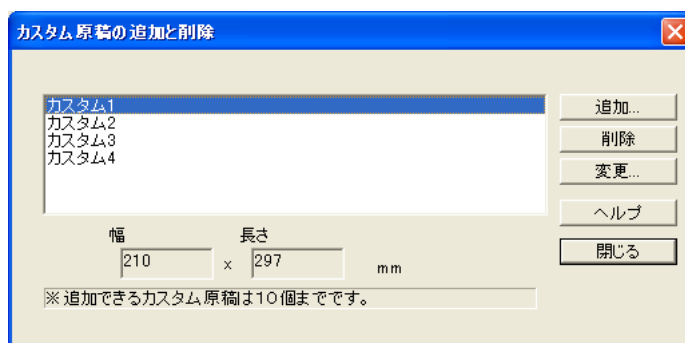 カスタム原稿の追加と削除
カスタム1
カスタム2
カスタム3
カスタム4
追加...
削除
変更...
ヘルプ
閉じる
幅
長さ
210 x 297 mm
※追加できるカスタム原稿は10個までです。